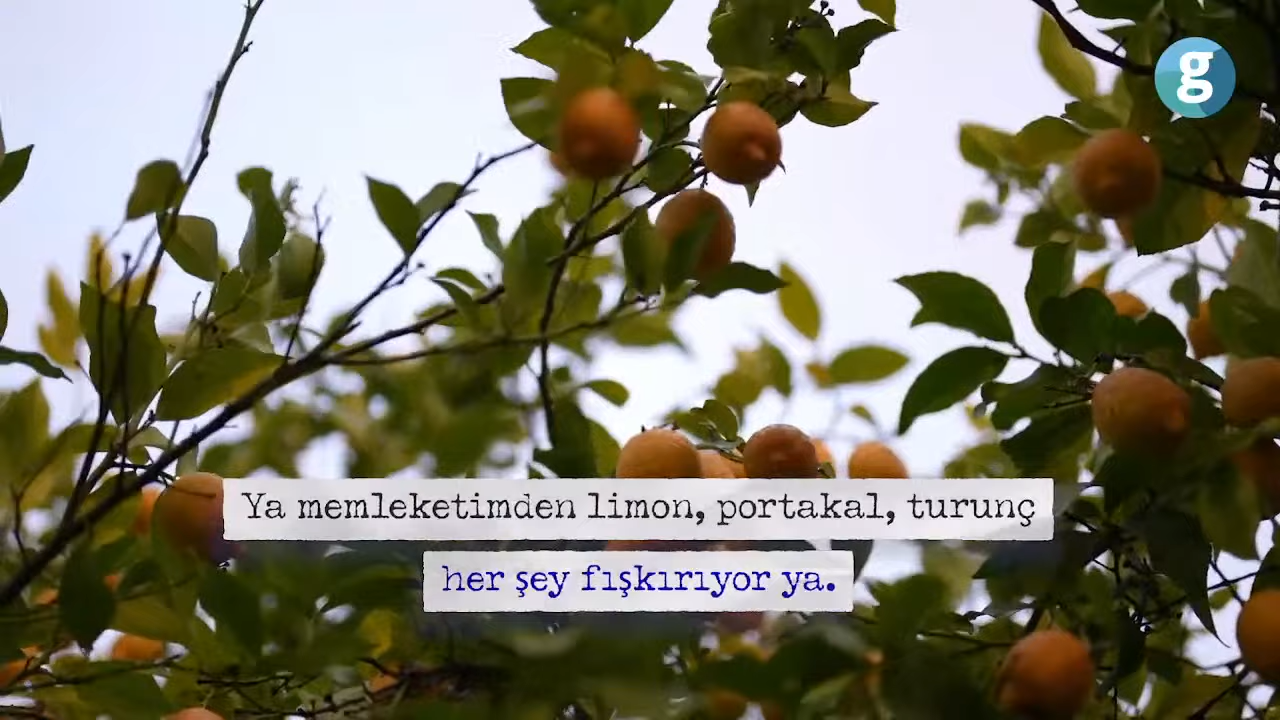 g
Ya memleketimden limon, portakal, turunç
her şey fışkırıyor ya.